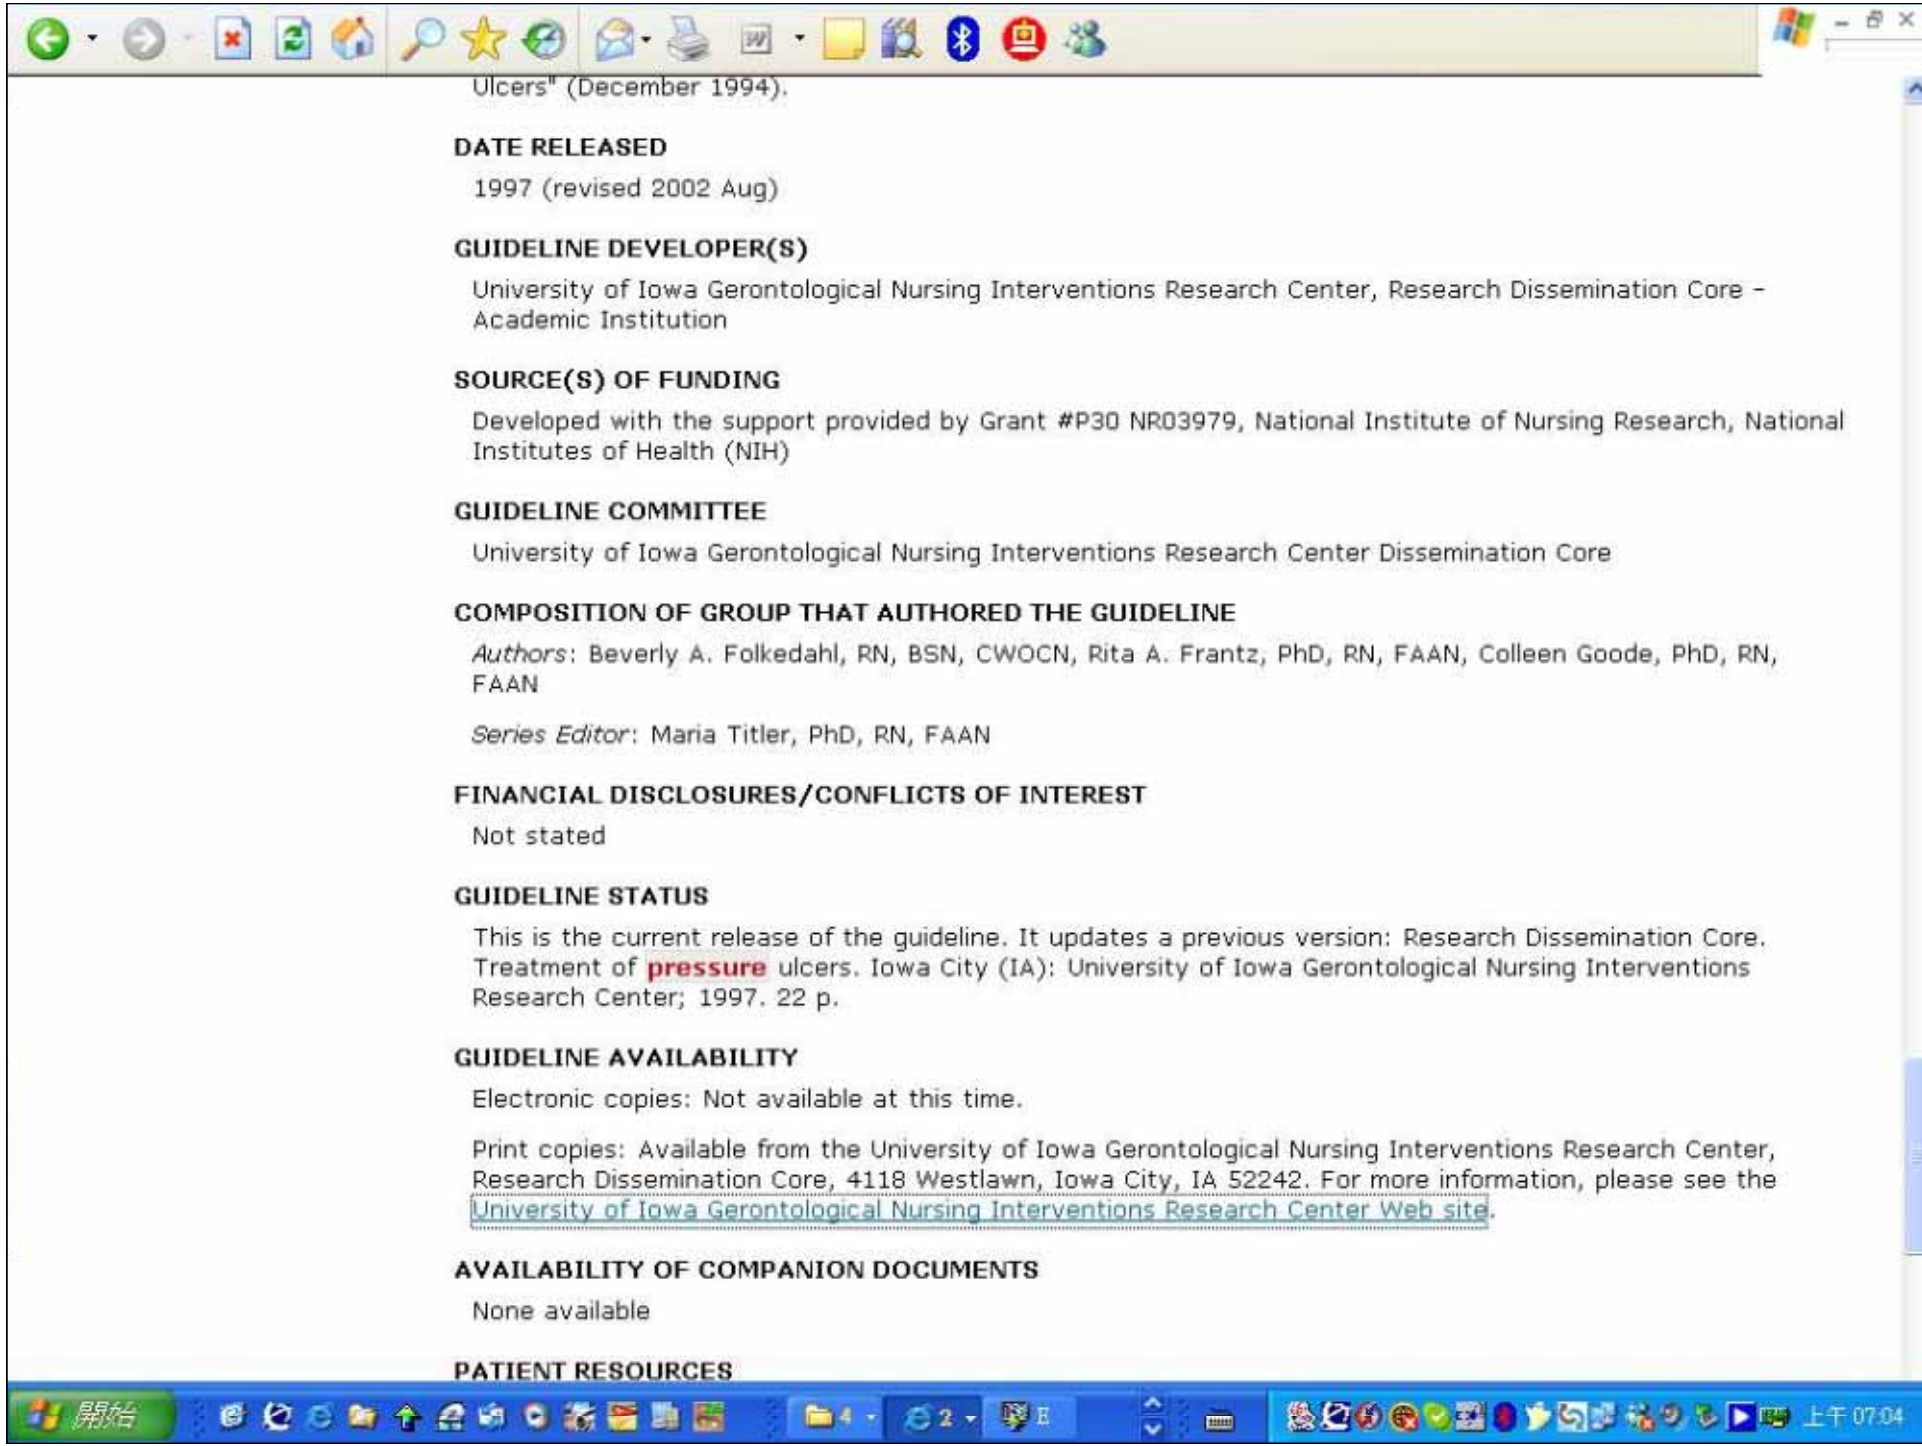 Ulcers" (December 1994).
DATE RELEASED
1997 (revised 2002 Aug)
GUIDELINE DEVELOPER(S)
University of Iowa Gerontological Nursing Interventions Research Center, Research Dissemination Core –
Academic Institution
SOURCE(S) OF FUNDING
Developed with the support provided by Grant #P30 NR03979, National Institute of Nursing Research, National
Institutes of Health (NIH)
GUIDELINE COMMITTEE
University of Iowa Gerontological Nursing Interventions Research Center Dissemination Core
COMPOSITION OF GROUP THAT AUTHORED THE GUIDELINE
Authors: Beverly A. Folkedahl, RN, BSN, CWOCN, Rita A. Frantz, PhD, RN, FAAN, Colleen Goode, PhD, RN,
FAAN
Series Editor: Maria Titler, PhD, RN, FAAN
FINANCIAL DISCLOSURES/CONFLICTS OF INTEREST
Not stated
GUIDELINE STATUS
This is the current release of the guideline. It updates a previous version: Research Dissemination Core.
Treatment of pressure ulcers. Iowa City (IA): University of Iowa Gerontological Nursing Interventions
Research Center; 1997. 22 p.
GUIDELINE AVAILABILITY
Electronic copies: Not available at this time.
Print copies: Available from the University of Iowa Gerontological Nursing Interventions Research Center,
Research Dissemination Core, 4118 Westlawn, Iowa City, IA 52242. For more information, please see the
University of Iowa Gerontological Nursing Interventions Research Center Web site.
AVAILABILITY OF COMPANION DOCUMENTS
None available
PATIENT RESOURCES
開始 4 2 E 上午 07:04